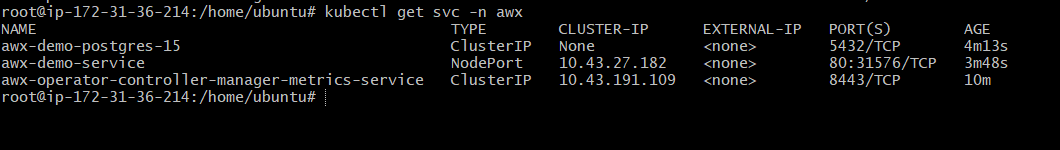 root@ip-172-31-36-214:/home/ubuntu# kubectl get svc -n awx
NAME TYPE CLUSTER-IP EXTERNAL-IP PORT(S) AGE
awx-demo-postgres-15 ClusterIP None <none> 5432/TCP 4m13s
awx-demo-service NodePort 10.43.27.182 <none> 80:31576/TCP 3m48s
awx-operator-controller-manager-metrics-service ClusterIP 10.43.191.109 <none> 8443/TCP 10m
root@ip-172-31-36-214:/home/ubuntu#